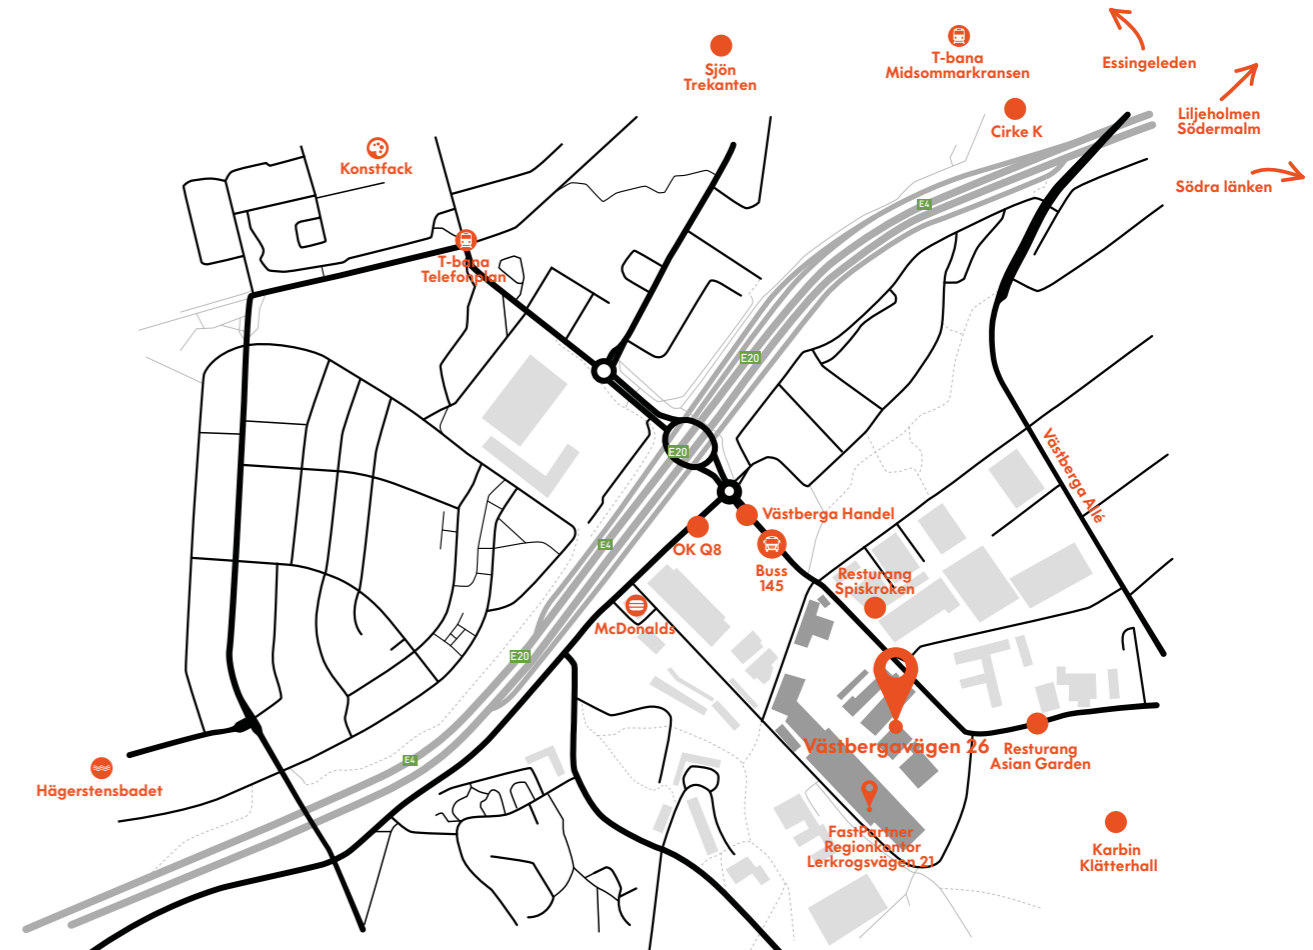 Essingeleden
T-bana
Midsommarkransen
Sjön
Trekanten
Liljeholmen
Södermalm
Cirke K
Konstfack
Södra länken
E4
T-bana
Telefonplan
E20
Västberga Allé
E20
Västberga Handel
OK Q8
E4
Buss
145
Resturang
Spiskroken
McDonalds
E20
Västbergavägen 26
Resturang
Asian Garden
E4
Hägerstensbadet
FastPartner
Regionkontor
Lerkrogsvägen 21
Karbin
Klätterhall